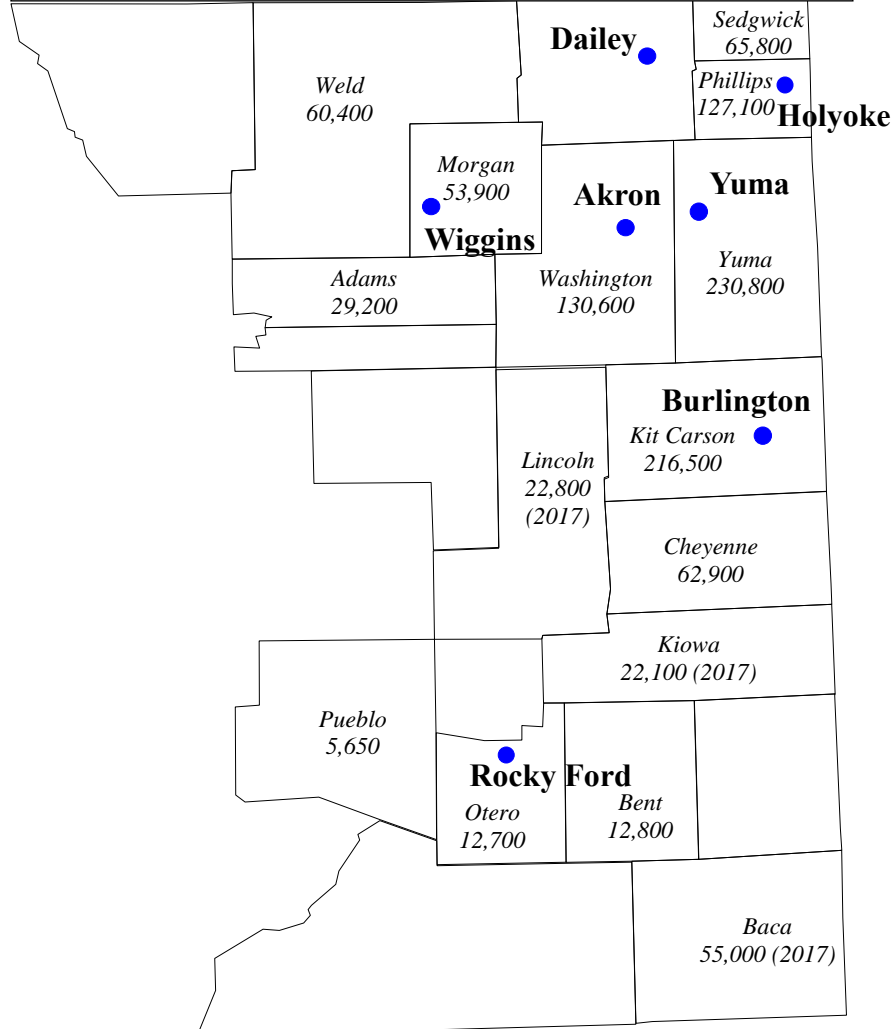 Sedgwick
65,800
Dailey
Weld
60,400
Phillips
127,100
Holyoke
Morgan
53,900
Wiggins
Akron
Yuma
Adams
29,200
Washington
130,600
Yuma
230,800
Burlington
Kit Carson
216,500
Lincoln
22,800
(2017)
Cheyenne
62,900
Kiowa
22,100 (2017)
Pueblo
5,650
Rocky Ford
Otero
12,700
Bent
12,800
Baca
55,000 (2017)